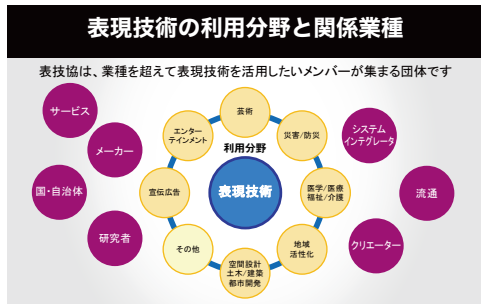 表現技術の利用分野と関係業種
表技協は、業種を超えて表現技術を活用したいメンバーが集まる団体です
サービス
メーカー
国・自治体
研究者
芸術
エンター
テインメント
災害/防災
利用分野
表現技術
宣伝広告
医学/医療
福祉/介護
その他
地域
活性化
空間設計
土木/建築
都市開発
システム
インテグレータ
流通
クリエーター